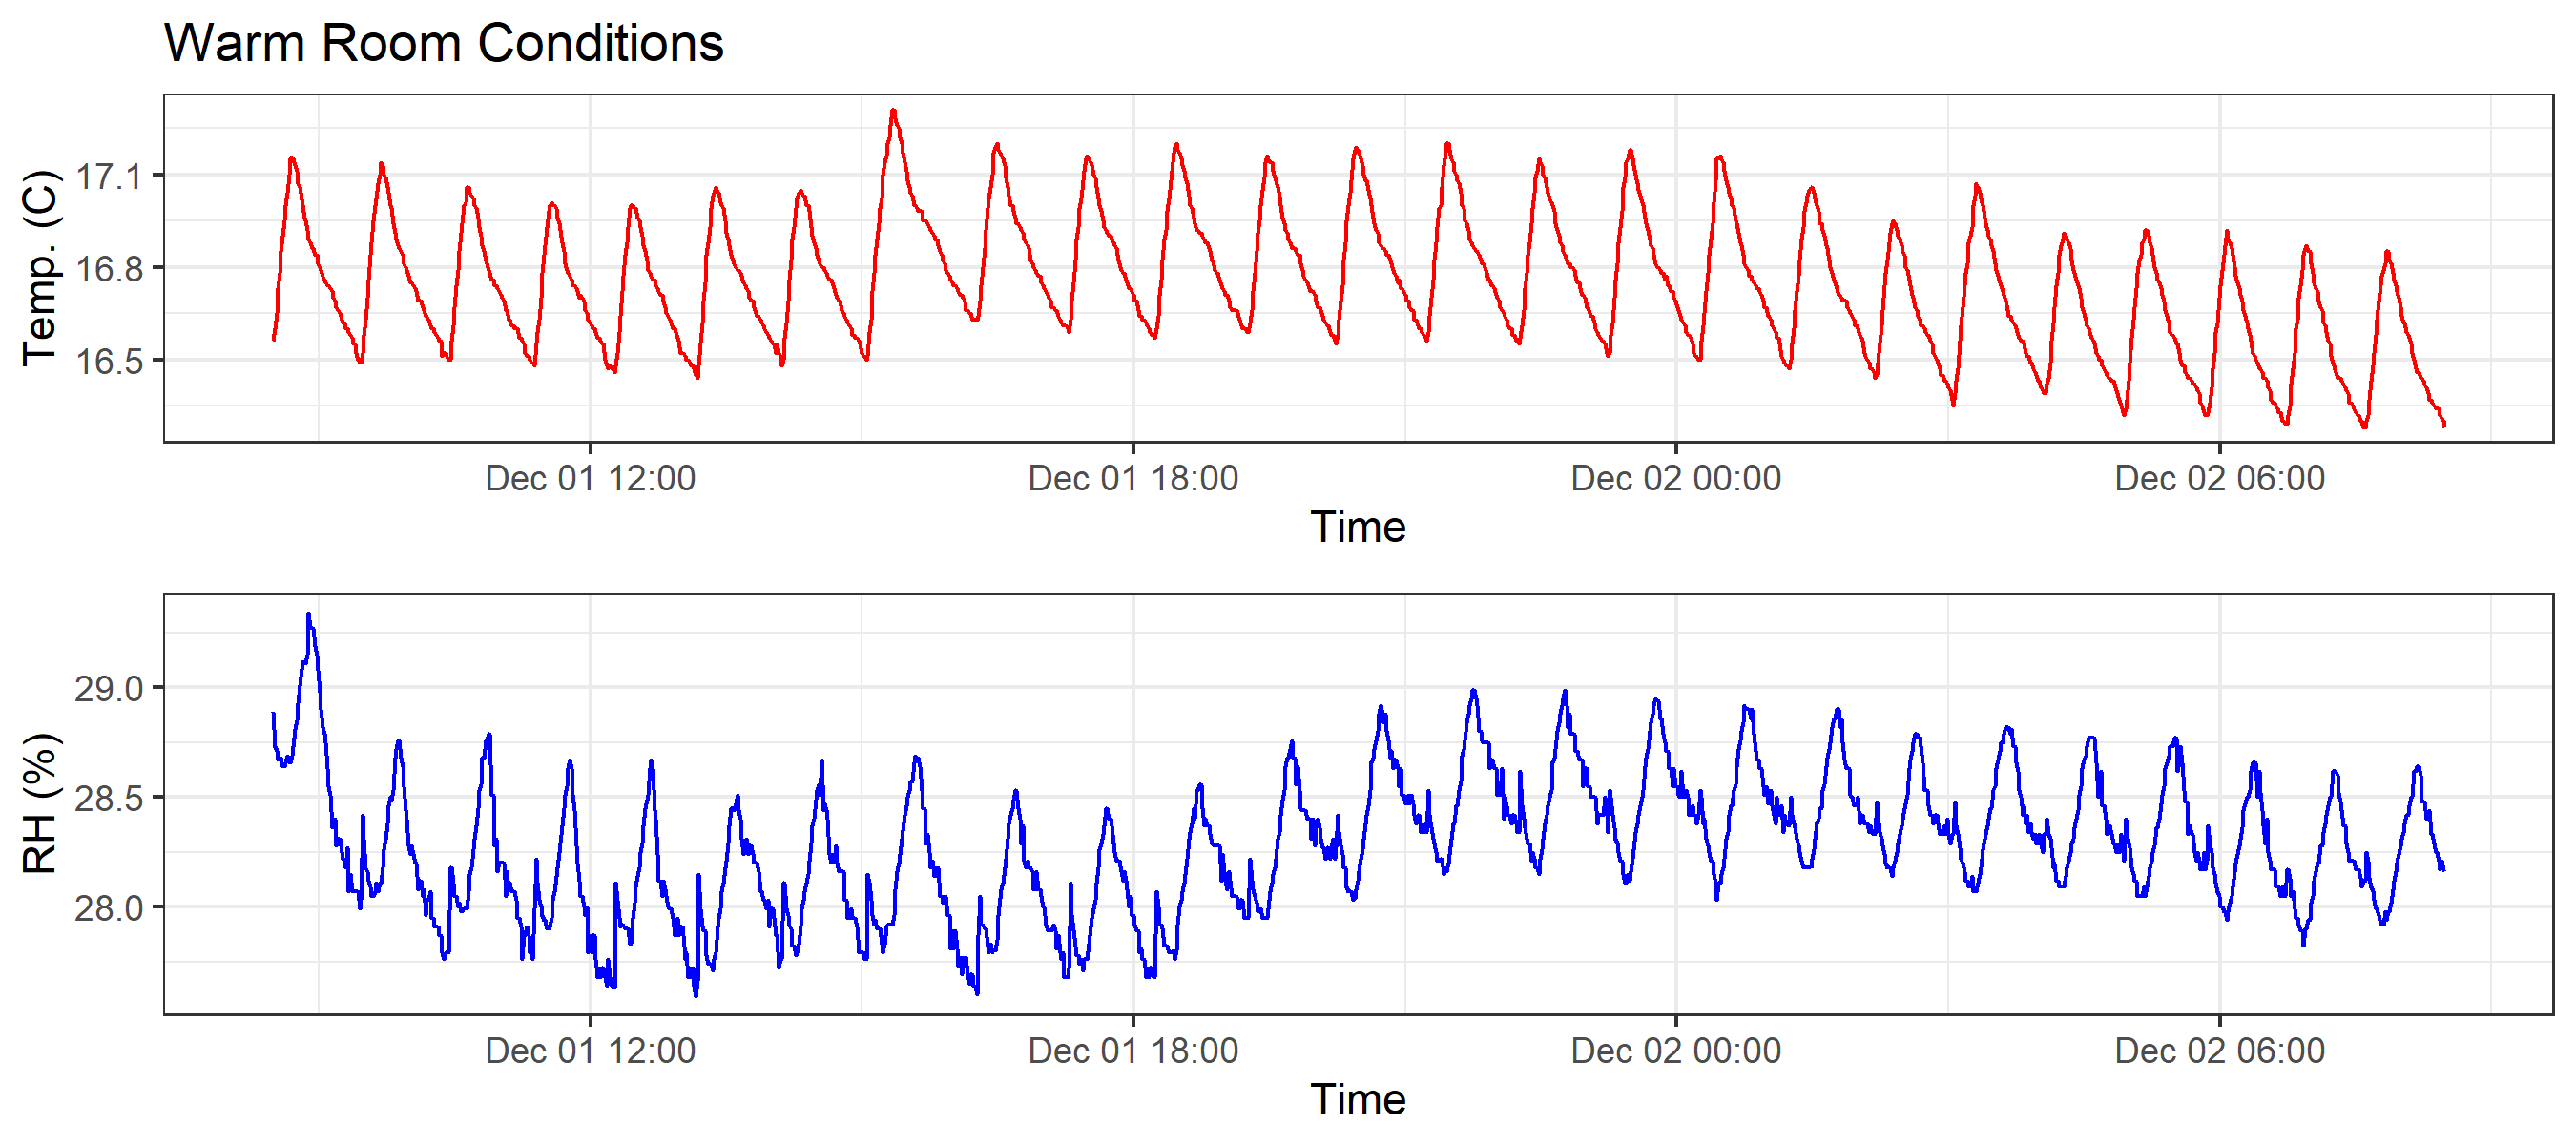 Warm Room Conditions
Temp. (C)
17.1
16.8
16.5
Dec 01 12:00 Dec 01 18:00 Dec 02 00:00 Dec 02 06:00
Time
RH (%)
29.0
28.5
28.0
Dec 01 12:00 Dec 01 18:00 Dec 02 00:00 Dec 02 06:00
Time